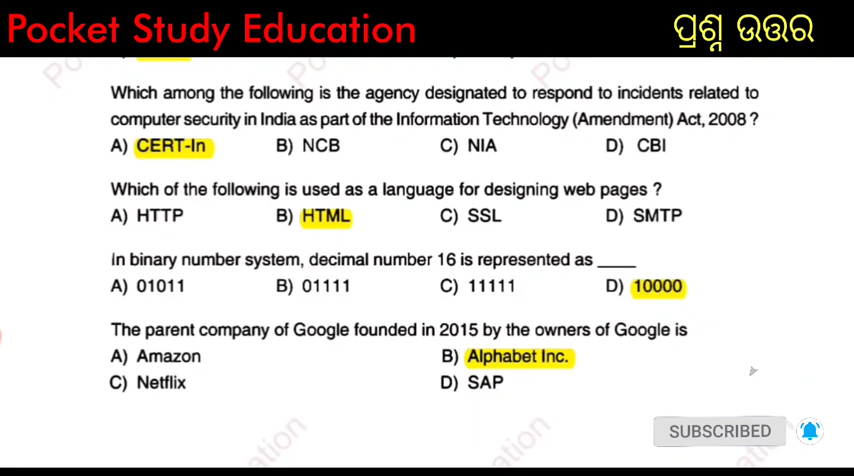 Pocket Study Education
ପ୍ରଶ୍ନ ଉତ୍ତର
Which among the following is the agency designated to respond to incidents related to
computer security in India as part of the Information Technology (Amendment) Act, 2008 ?
A) CERT-In B) NCB C) NIA D) CBI
Which of the following is used as a language for designing web pages ?
A) HTTP B) HTML C) SSL D) SMTP
In binary number system, decimal number 16 is represented as ____
A) 01011 B) 01111 C) 11111 D) 10000
The parent company of Google founded in 2015 by the owners of Google is
A) Amazon B) Alphabet Inc.
C) Netflix D) SAP
SUBSCRIBED